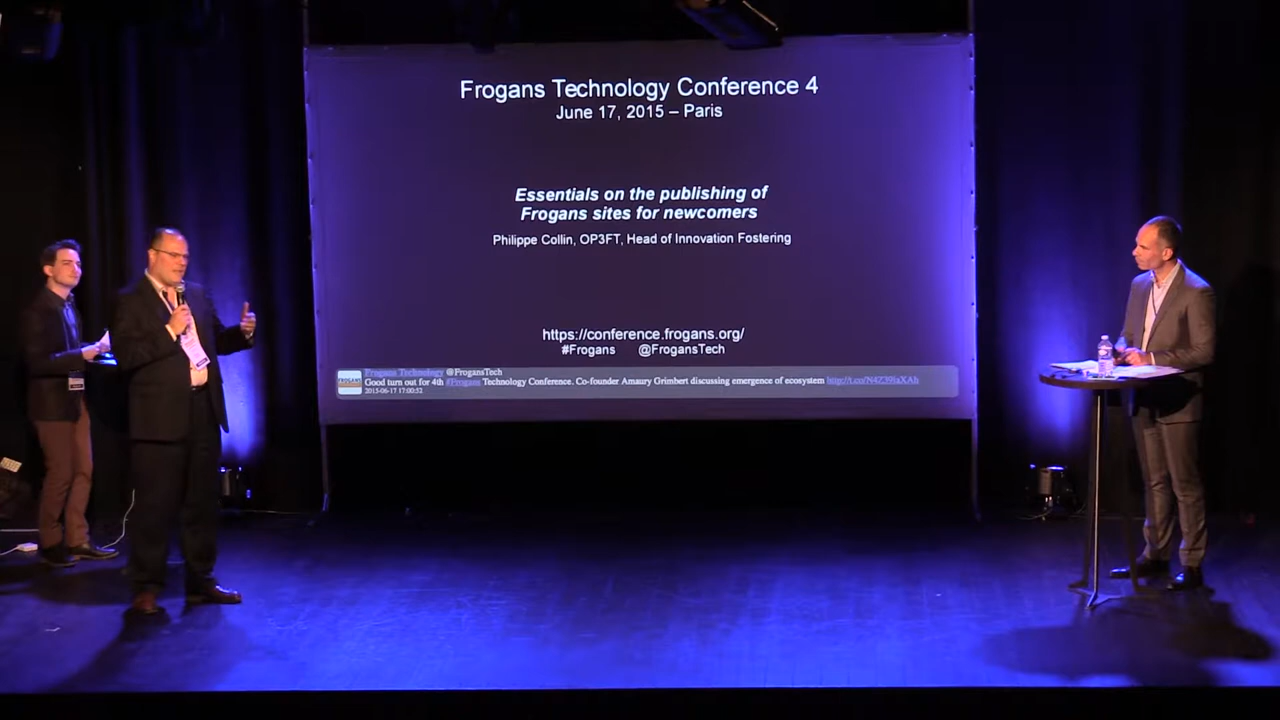 Frogans Technology Conference 4
June 17, 2015 – Paris
Essentials on the publishing of
Frogans sites for newcomers
Philippe Collin, OP3FT, Head of Innovation Fostering
https://conference.frogans.org/
#Frogans @FrogansTech
FROGANS
Frogans Technology @FrogansTech
Good turn out for 4th #Frogans Technology Conference. Co-founder Amaury Grimbert discussing emergence of ecosystem
2015-06-17 17:00:52